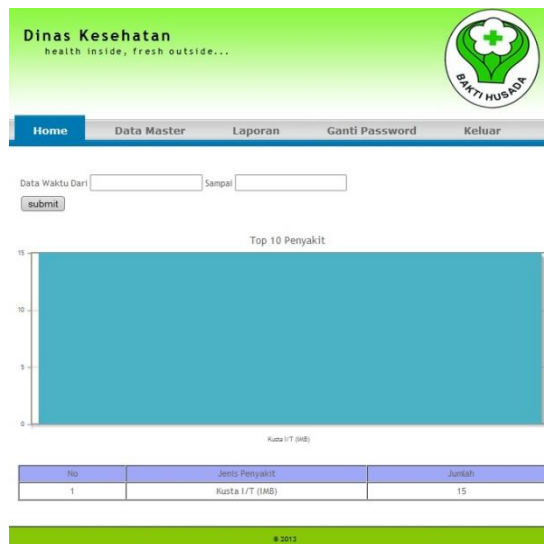 Dinas Kesehatan
health inside, fresh outside...
BAKTI HUSADA
Home Data Master Laporan Ganti Password Keluar
Data Waktu Dari Sampai
submit
Top 10 Penyakit
15
10
5
0
Kusta I/T (IMB)
No Jenis Penyakit Jumlah
1 Kusta I/T (IMB) 15
© 2013